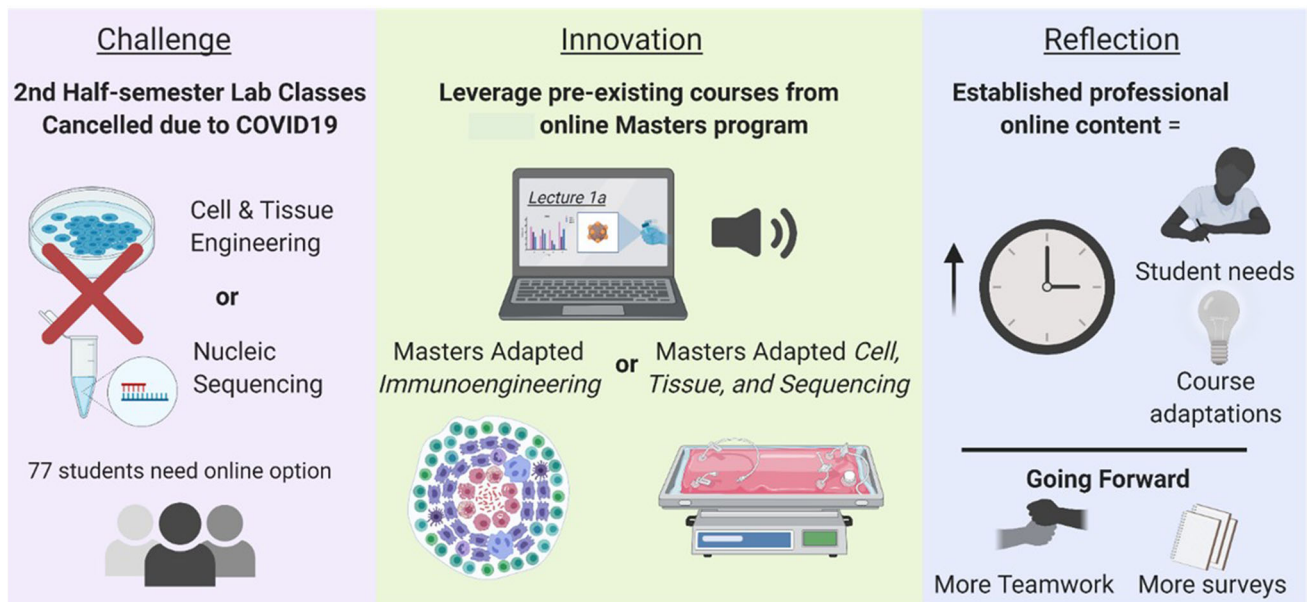 Challenge
2nd Half-semester Lab Classes
Cancelled due to COVID19
Cell & Tissue
Engineering
or
Nucleic
Sequencing
77 students need online option
Innovation
Leverage pre-existing courses from
online Masters program
Lecture 1a
Masters Adapted
Immunoengineering
or
Masters Adapted Cell,
Tissue, and Sequencing
Reflection
Established professional
online content =
Student needs
Course
adaptations
Going Forward
More Teamwork
More surveys